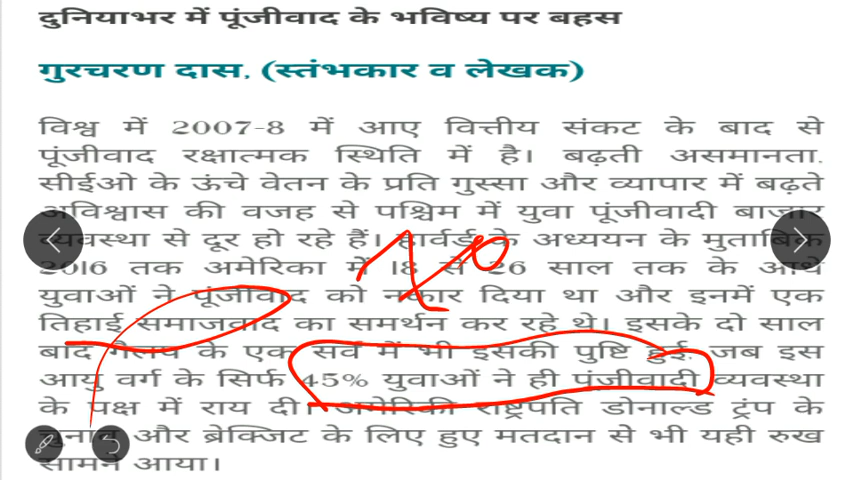 दुनियाभर में पूंजीवाद के भविष्य पर बहस
गुरचरण दास, (स्तंभकार व लेखक)
विश्व में 2007-8 में आए वित्तीय संकट के बाद से
पूंजीवाद रक्षात्मक स्थिति में है। बढ़ती असमानता,
सीईओ के ऊंचे वेतन के प्रति गुस्सा और व्यापार में बढ़ते
अविश्वास की वजह से पश्चिम में युवा पूंजीवादी बाजार
व्यवस्था से दूर हो रहे हैं। हार्वर्ड के अध्ययन के मुताबिक
2016 तक अमेरिका में 18 से 26 साल तक के आधे
युवाओं ने पूंजीवाद को नकार दिया था और इनमें एक
तिहाई समाजवाद का समर्थन कर रहे थे। इसके दो साल
बाद गैलप के एक सर्वे में भी इसकी पुष्टि हुई, जब इस
आयु वर्ग के सिर्फ 45% युवाओं ने ही पूंजीवादी व्यवस्था
के पक्ष में राय दी। अमेरिकी राष्ट्रपति डोनाल्ड ट्रंप के
चुनाव और ब्रेक्जिट के लिए हुए मतदान से भी यही रुख
सामने आया।